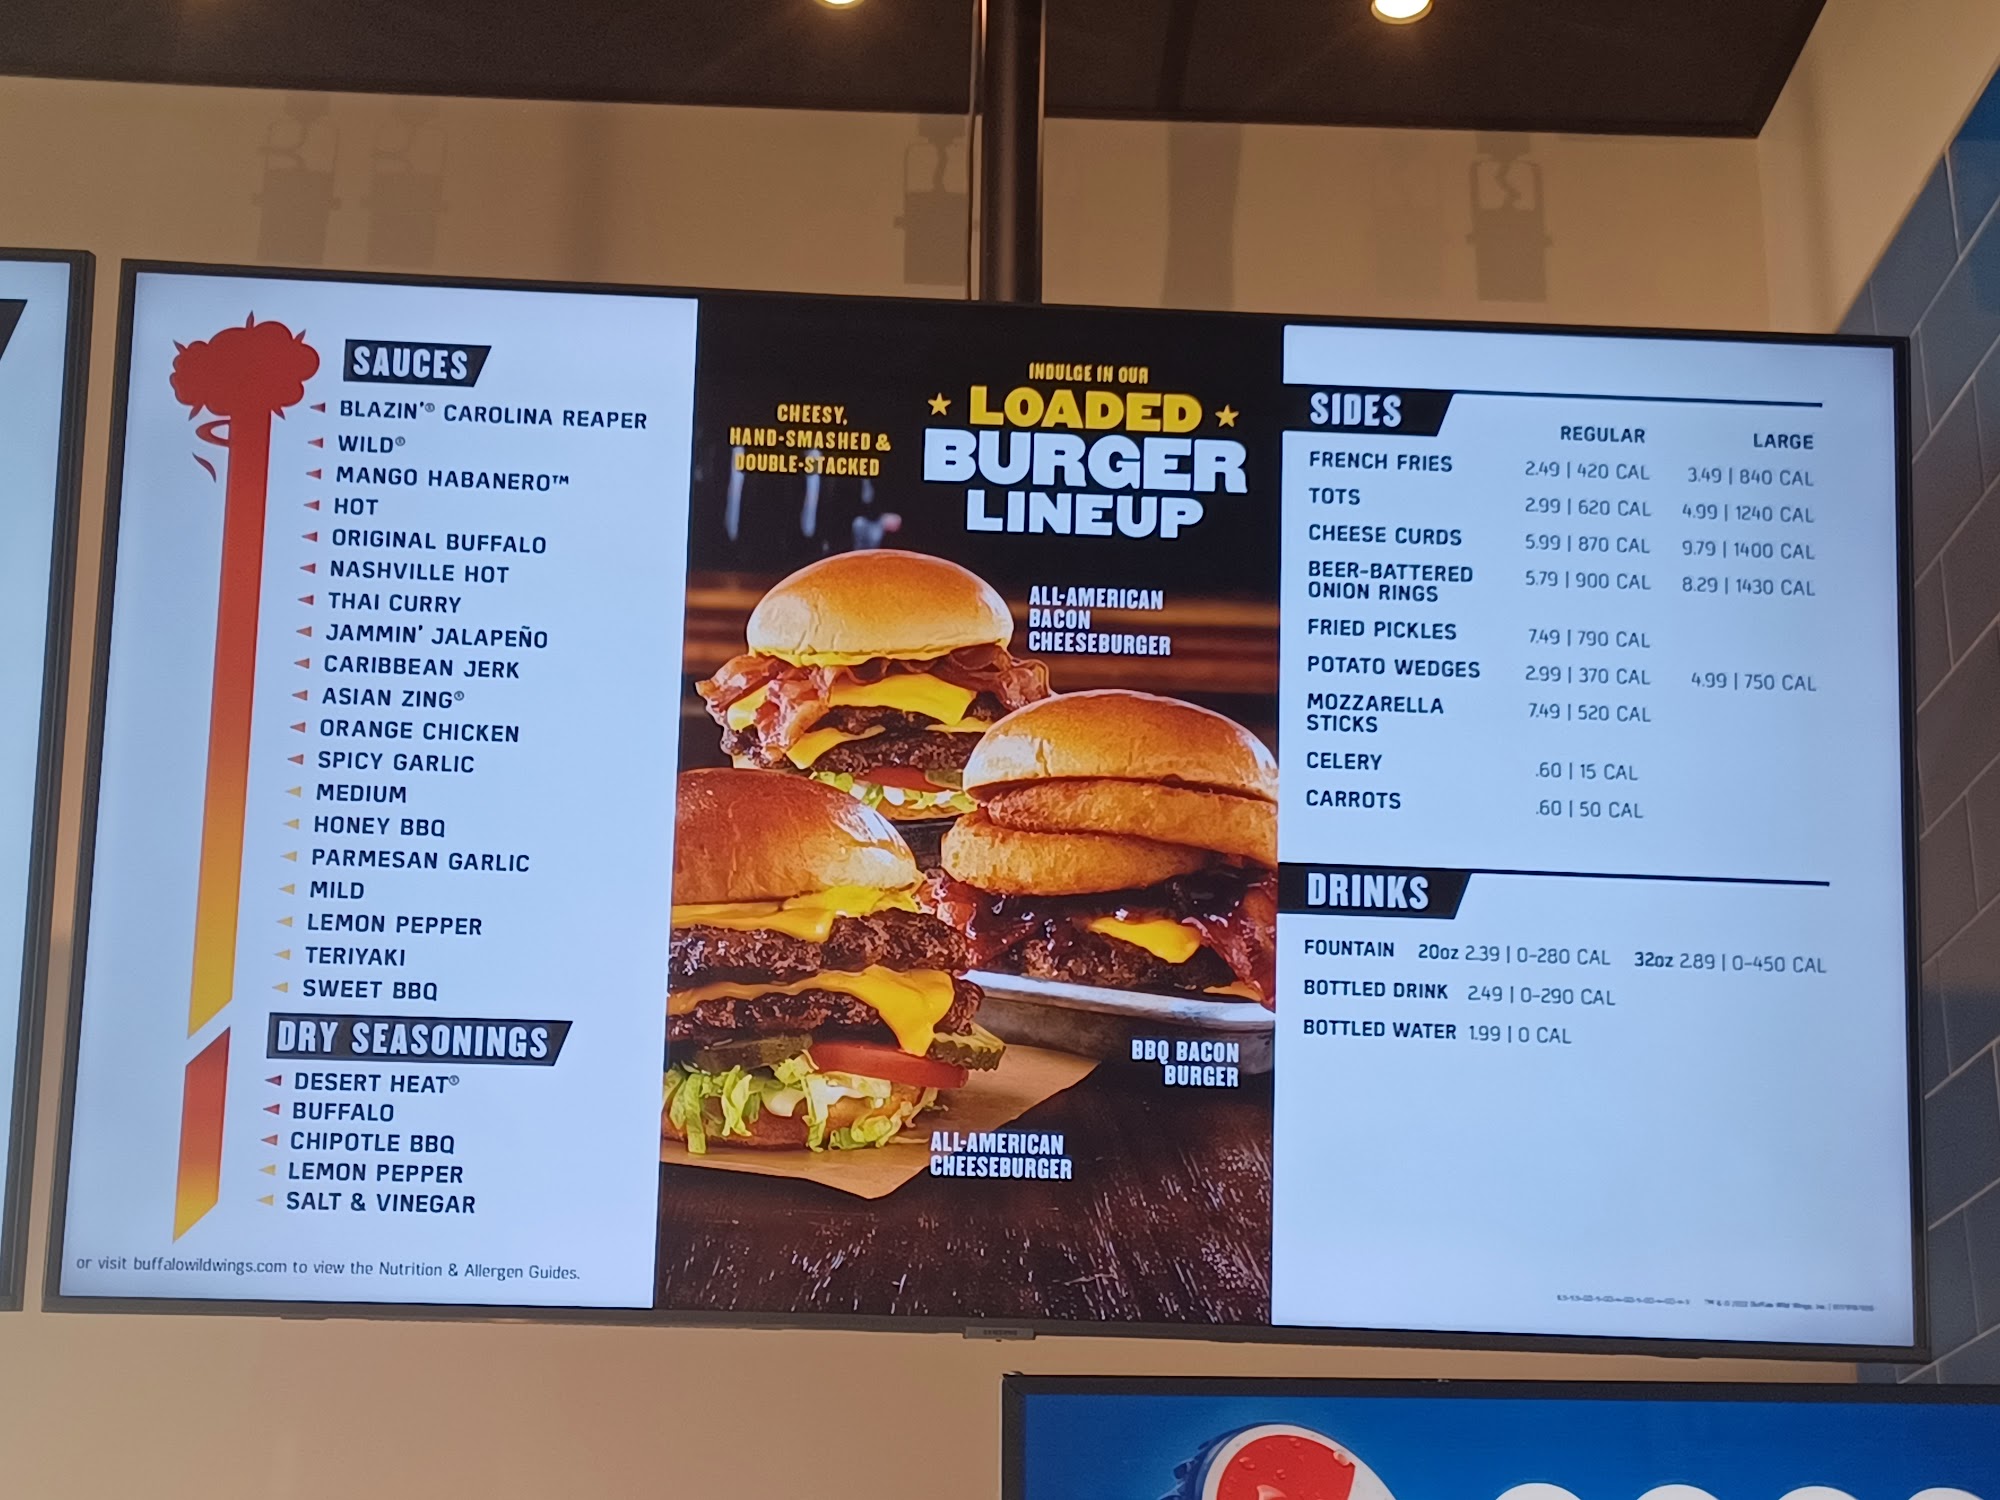 SAUCES
BLAZIN'® CAROLINA REAPER
WILD®
MANGO HABANERO™
HOT
ORIGINAL BUFFALO
NASHVILLE HOT
THAI CURRY
JAMMIN' JALAPEÑO
CARIBBEAN JERK
ASIAN ZING®
ORANGE CHICKEN
SPICY GARLIC
MEDIUM
HONEY BBQ
PARMESAN GARLIC
MILD
LEMON PEPPER
TERIYAKI
SWEET BBQ
DRY SEASONINGS
DESERT HEAT®
BUFFALO
CHIPOTLE BBQ
LEMON PEPPER
SALT & VINEGAR
or visit buffalowildwings.com to view the Nutrition & Allergen Guides.
CHEESY,
HAND-SMASHED &
DOUBLE-STACKED
INDULGE IN OUR
LOADED
BURGER
LINEUP
ALL-AMERICAN
BACON
CHEESEBURGER
BBQ BACON
BURGER
ALL-AMERICAN
CHEESEBURGER
SIDES
REGULAR LARGE
FRENCH FRIES 2.49 | 420 CAL 3.49 | 840 CAL
TOTS 2.99 | 620 CAL 4.99 | 1240 CAL
CHEESE CURDS 5.99 | 870 CAL 9.79 | 1400 CAL
BEER-BATTERED
ONION RINGS 5.79 | 900 CAL 8.29 | 1430 CAL
FRIED PICKLES 7.49 | 790 CAL
POTATO WEDGES 2.99 | 370 CAL 4.99 | 750 CAL
MOZZARELLA
STICKS 7.49 | 520 CAL
CELERY .60 | 15 CAL
CARROTS .60 | 50 CAL
DRINKS
FOUNTAIN 20oz 2.39 | 0-280 CAL 32oz 2.89 | 0-450 CAL
BOTTLED DRINK 2.49 | 0-290 CAL
BOTTLED WATER 1.99 | 0 CAL
SAMSUNG